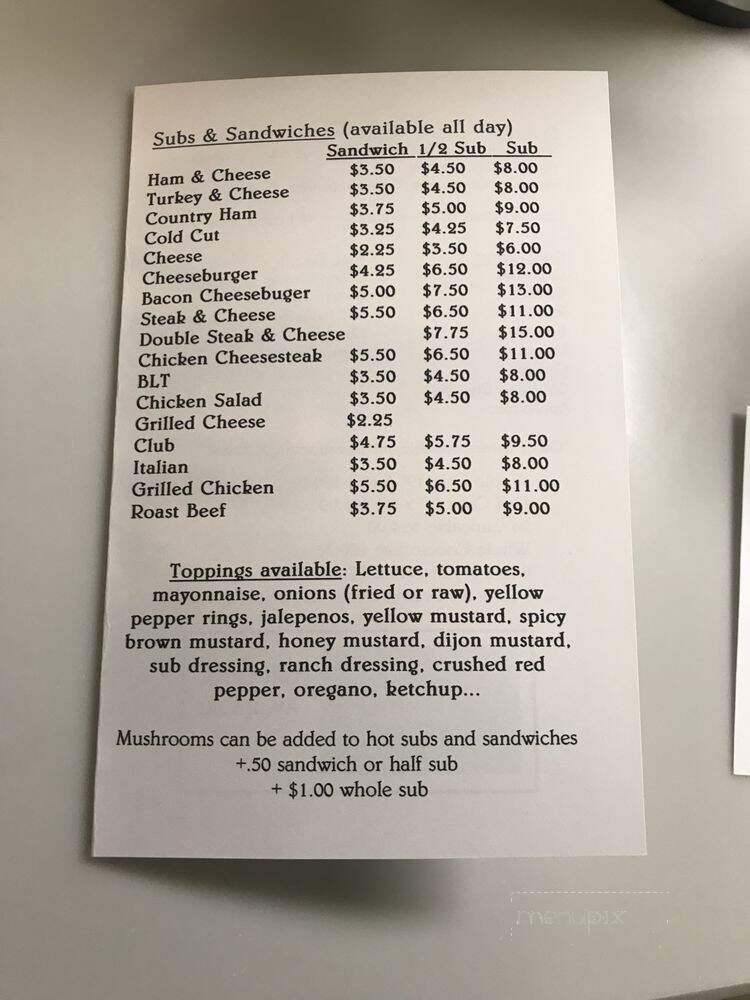 Subs & Sandwiches (available all day)
Sandwich 1/2 Sub Sub
Ham & Cheese $3.50 $4.50 $8.00
Turkey & Cheese $3.50 $4.50 $8.00
Country Ham $3.75 $5.00 $9.00
Cold Cut $3.25 $4.25 $7.50
Cheese $2.25 $3.50 $6.00
Cheeseburger $4.25 $6.50 $12.00
Bacon Cheesebuger $5.00 $7.50 $13.00
Steak & Cheese $5.50 $6.50 $11.00
Double Steak & Cheese $7.75 $15.00
Chicken Cheesesteak $5.50 $6.50 $11.00
BLT $3.50 $4.50 $8.00
Chicken Salad $3.50 $4.50 $8.00
Grilled Cheese $2.25
Club $4.75 $5.75 $9.50
Italian $3.50 $4.50 $8.00
Grilled Chicken $5.50 $6.50 $11.00
Roast Beef $3.75 $5.00 $9.00
Toppings available: Lettuce, tomatoes,
mayonnaise, onions (fried or raw), yellow
pepper rings, jalepenos, yellow mustard, spicy
brown mustard, honey mustard, dijon mustard,
sub dressing, ranch dressing, crushed red
pepper, oregano, ketchup...
Mushrooms can be added to hot subs and sandwiches
+.50 sandwich or half sub
+ $1.00 whole sub
menupix